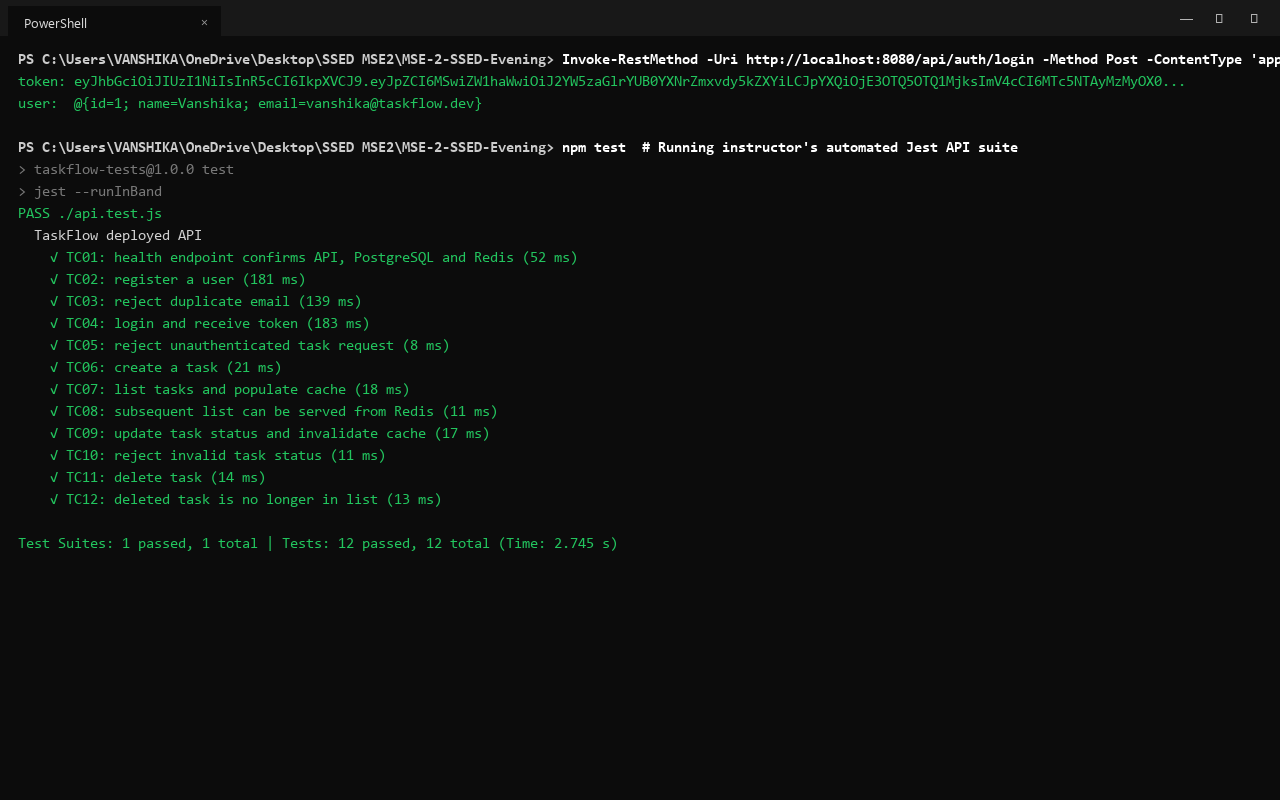 PowerShell ×
PS C:\Users\VANSHIKA\OneDrive\Desktop\SSED MSE2\MSE-2-SSED-Evening> Invoke-RestMethod -Uri http://localhost:8080/api/auth/login -Method Post -ContentType 'app
token: eyJhbGciOiJIUzI1NiIsInR5cCI6IkpXVCJ9.eyJpZCI6MSwiZW1haWwiOiJ2YW5zaGlrYUB0YXNrZmxvdy5kZXYiLCJpYXQiOjE3OTQ5OTQ1MjksImV4cCI6MTc5NTAyMzMyOX0...
user:  @{id=1; name=Vanshika; email=vanshika@taskflow.dev}
PS C:\Users\VANSHIKA\OneDrive\Desktop\SSED MSE2\MSE-2-SSED-Evening> npm test  # Running instructor's automated Jest API suite
> taskflow-tests@1.0.0 test
> jest --runInBand
PASS ./api.test.js
  TaskFlow deployed API
    √ TC01: health endpoint confirms API, PostgreSQL and Redis (52 ms)
    √ TC02: register a user (181 ms)
    √ TC03: reject duplicate email (139 ms)
    √ TC04: login and receive token (183 ms)
    √ TC05: reject unauthenticated task request (8 ms)
    √ TC06: create a task (21 ms)
    √ TC07: list tasks and populate cache (18 ms)
    √ TC08: subsequent list can be served from Redis (11 ms)
    √ TC09: update task status and invalidate cache (17 ms)
    √ TC10: reject invalid task status (11 ms)
    √ TC11: delete task (14 ms)
    √ TC12: deleted task is no longer in list (13 ms)
Test Suites: 1 passed, 1 total | Tests: 12 passed, 12 total (Time: 2.745 s)